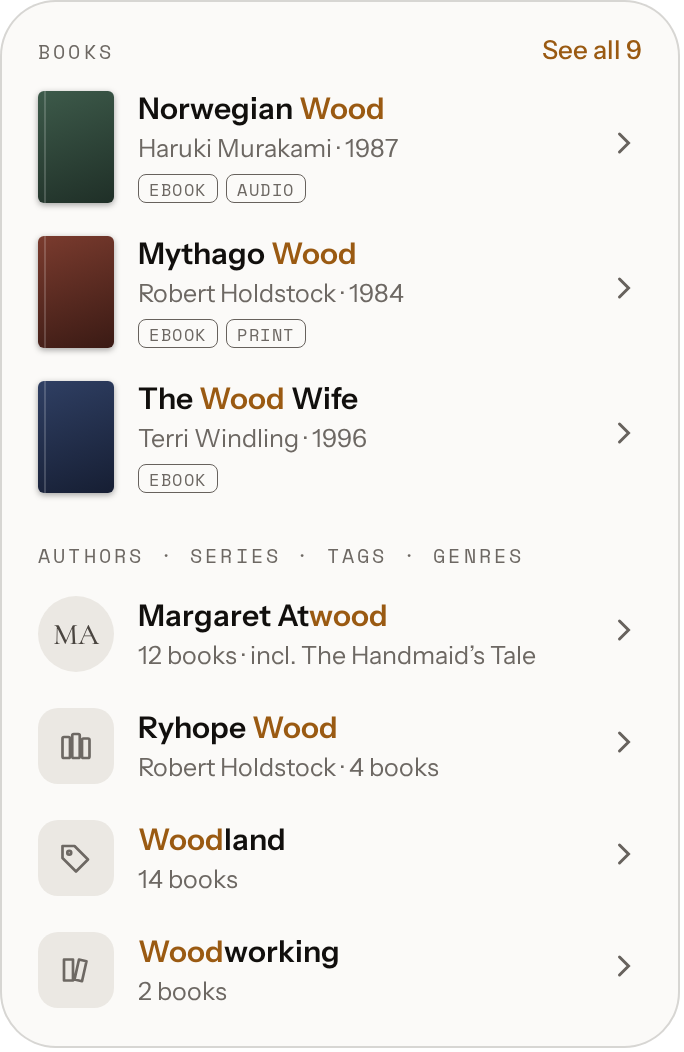 BOOKS
See all 9
Norwegian Wood
Haruki Murakami · 1987
EBOOK AUDIO
Mythago Wood
Robert Holdstock · 1984
EBOOK PRINT
The Wood Wife
Terri Windling · 1996
EBOOK
AUTHORS · SERIES · TAGS · GENRES
MA
Margaret Atwood
12 books · incl. The Handmaid’s Tale
Ryhope Wood
Robert Holdstock · 4 books
Woodland
14 books
Woodworking
2 books